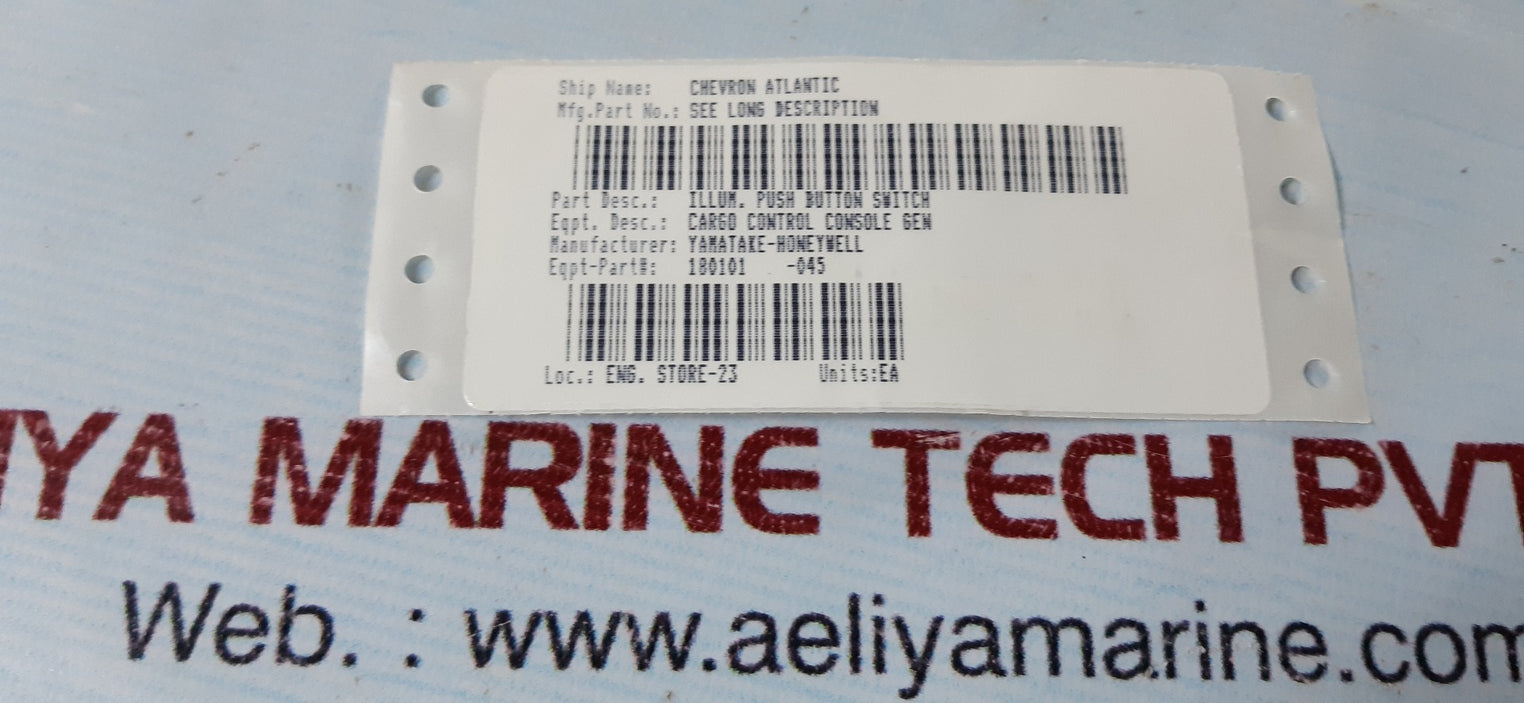 Ship Name: CHEVRON ATLANTIC
Mfg.Part No.: SEE LONG DESCRIPTION
Part Desc.: ILLUM. PUSH BUTTON SWITCH
Eqpt. Desc.: CARGO CONTROL CONSOLE GEN
Manufacturer: YAMATAKE-HONEYWELL
Eqpt-Part#: 180101 -045
Loc.: ENG. STORE-23 Units:EA
IYA MARINE TECH PVT
Web. : www.aeliyamarine.com